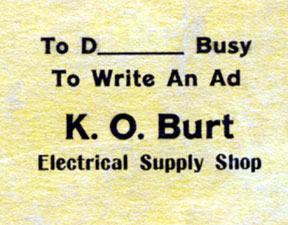 To D_______ Busy
To Write An Ad
K. O. Burt
Electrical Supply Shop